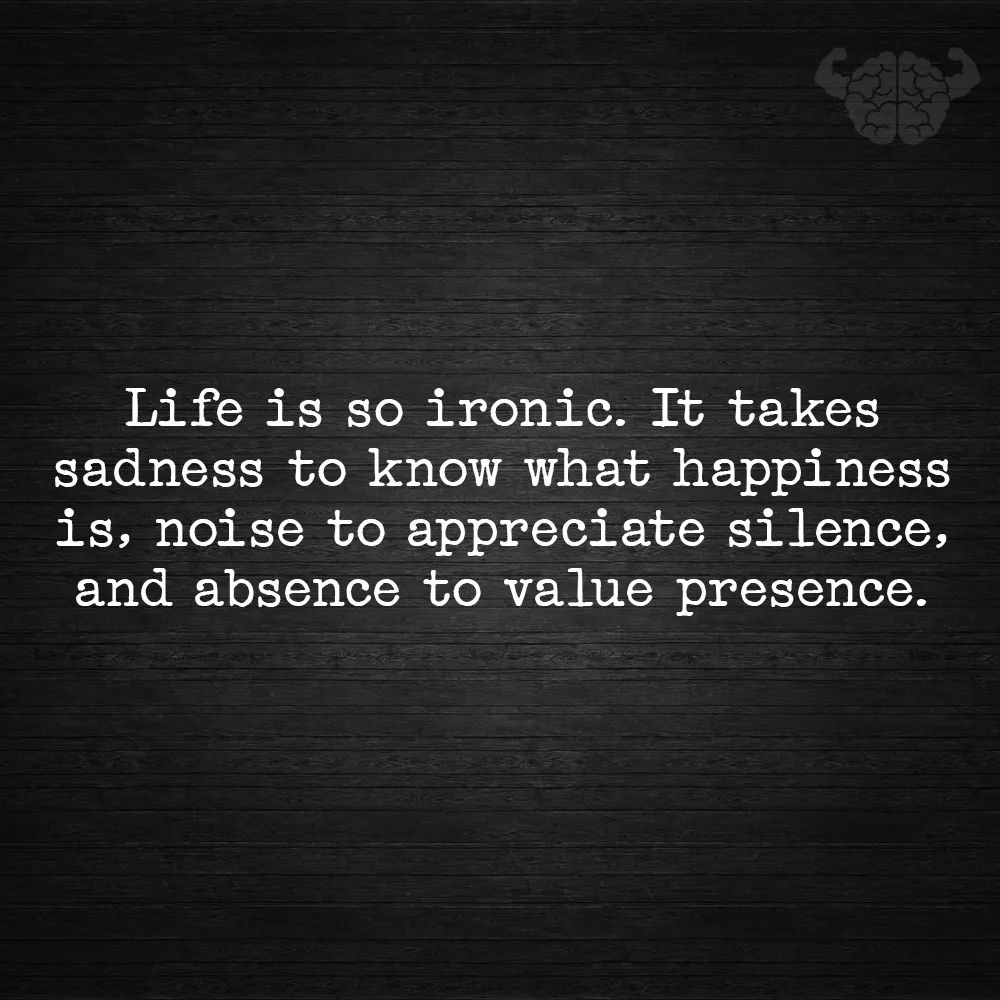 Life is so ironic. It takes
sadness to know what happiness
is, noise to appreciate silence,
and absence to value presence.